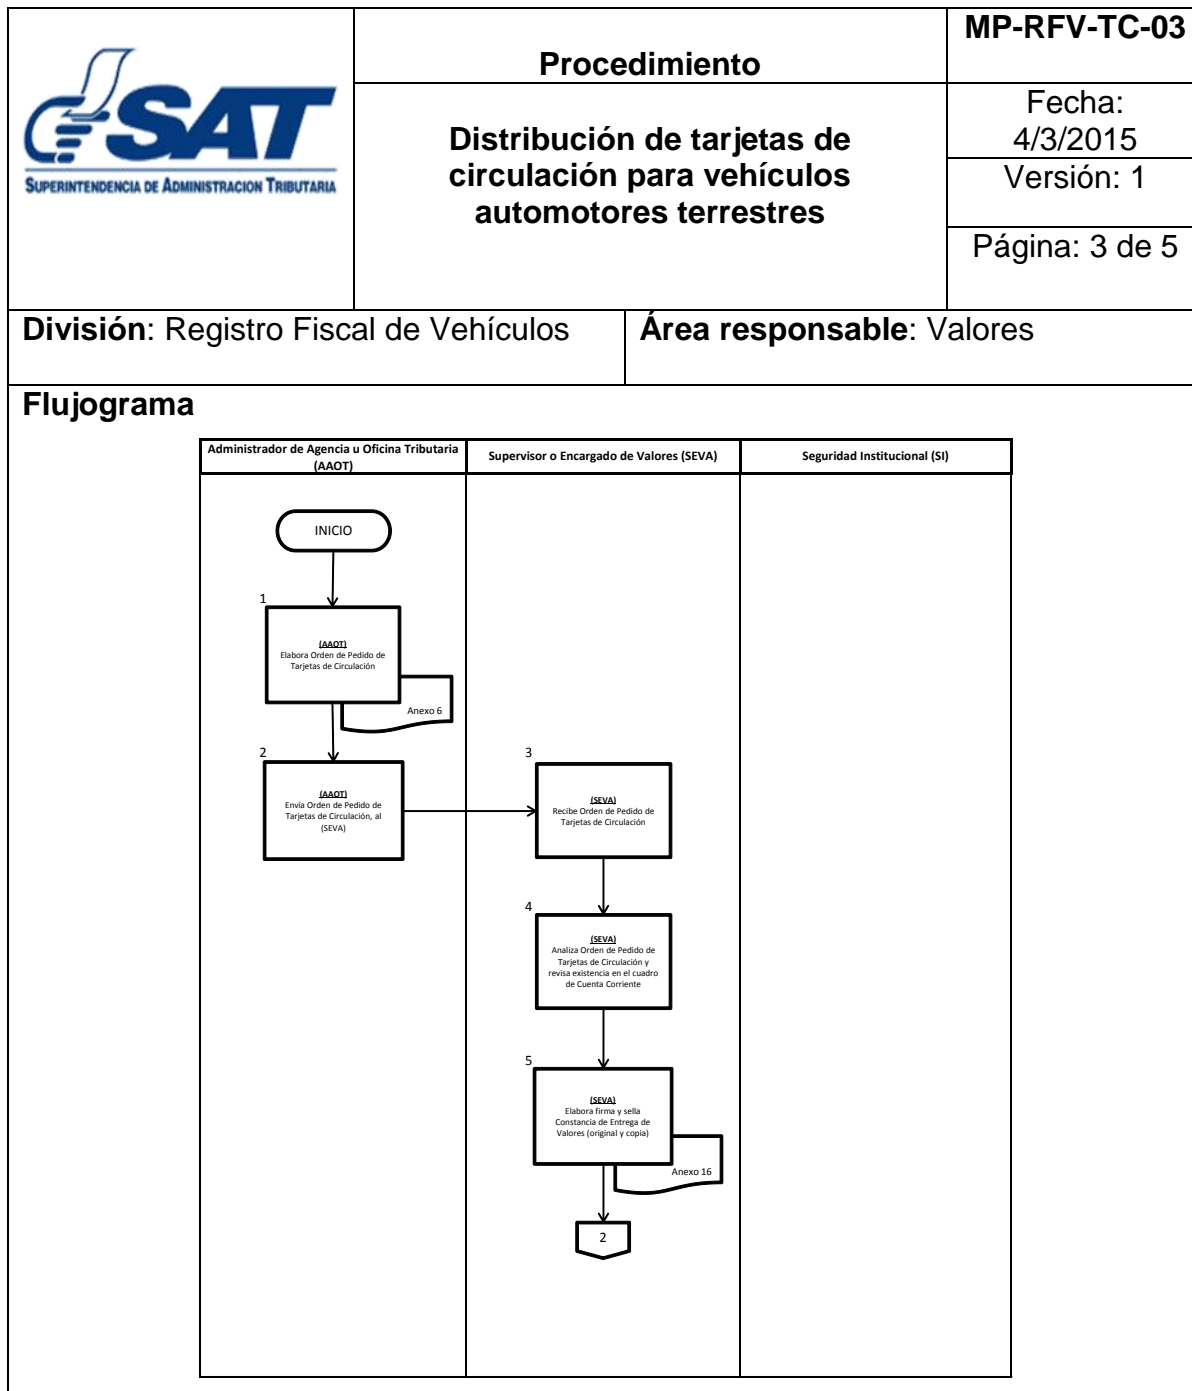 SAT
SUPERINTENDENCIA DE ADMINISTRACION TRIBUTARIA
Procedimiento
Distribución de tarjetas de
circulación para vehículos
automotores terrestres
MP-RFV-TC-03
Fecha:
4/3/2015
Versión: 1
Página: 3 de 5
División: Registro Fiscal de Vehículos
Área responsable: Valores
Flujograma
Administrador de Agencia u Oficina Tributaria
(AAOT)
Supervisor o Encargado de Valores (SEVA)
Seguridad Institucional (SI)
INICIO
1
(AAOT)
Elabora Orden de Pedido de
Tarjetas de Circulación
Anexo 6
2
(AAOT)
Envía Orden de Pedido de
Tarjetas de Circulación, al
(SEVA)
3
(SEVA)
Recibe Orden de Pedido de
Tarjetas de Circulación
4
(SEVA)
Analiza Orden de Pedido de
Tarjetas de Circulación y
revisa existencia en el cuadro
de Cuenta Corriente
5
(SEVA)
Elabora firma y sella
Constancia de Entrega de
Valores (original y copia)
Anexo 16
2